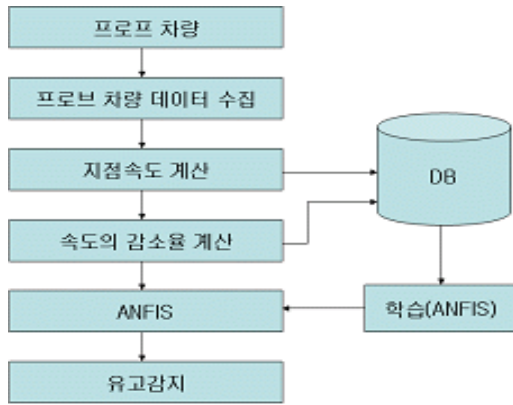 프로프 차량
프로브 차량 데이터 수집
지점속도 계산
DB
속도의 감소율 계산
ANFIS
학습(ANFIS)
유고감지